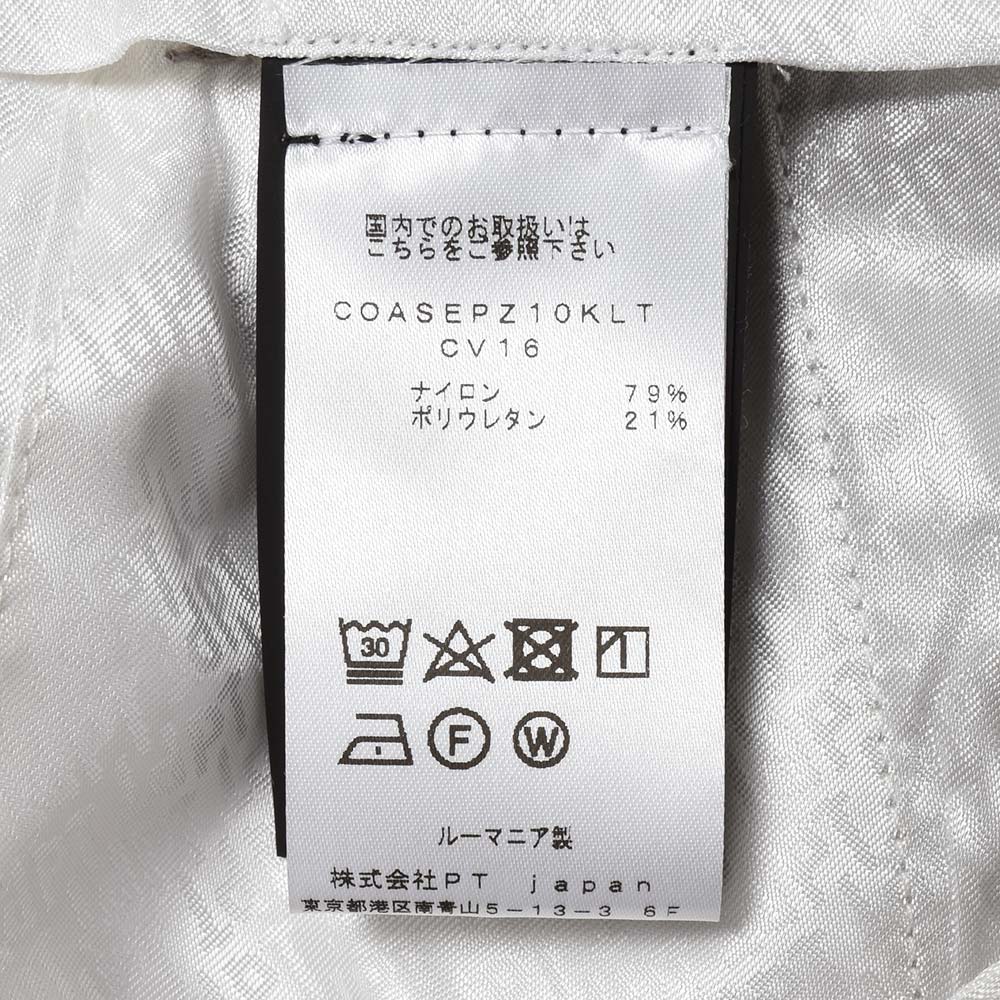 国内でのお取扱いは
こちらをご参照下さい
COASEPZ10KLT
CV16
ナイロン 79%
ポリウレタン 21%
30
F W
ルーマニア製
株式会社PT japan
東京都港区南青山5-13-3 6F